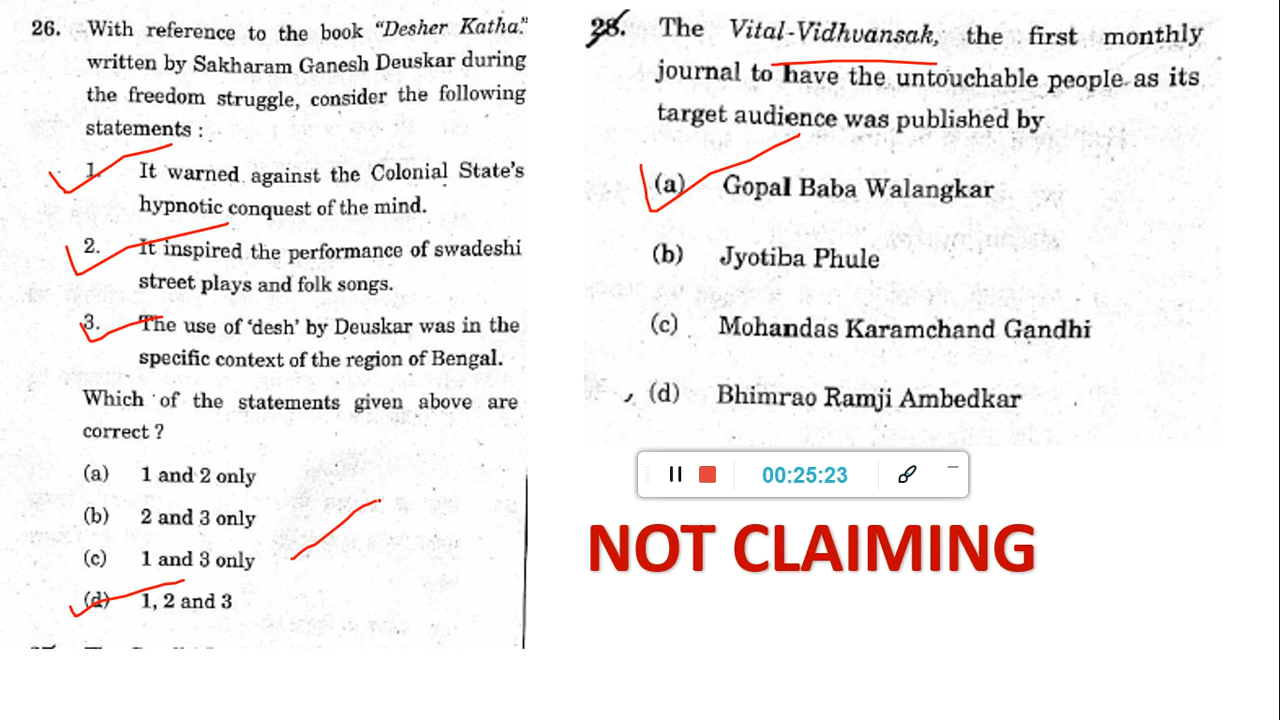 26. With reference to the book “Desher Katha”
written by Sakharam Ganesh Deuskar during
the freedom struggle, consider the following
statements :
1. It warned against the Colonial State's
hypnotic conquest of the mind.
2. It inspired the performance of swadeshi
street plays and folk songs.
3. The use of ‘desh’ by Deuskar was in the
specific context of the region of Bengal.
Which of the statements given above are
correct ?
(a) 1 and 2 only
(b) 2 and 3 only
(c) 1 and 3 only
(d) 1, 2 and 3
28. The Vital-Vidhvansak, the first monthly
journal to have the untouchable people as its
target audience was published by
(a) Gopal Baba Walangkar
(b) Jyotiba Phule
(c) Mohandas Karamchand Gandhi
(d) Bhimrao Ramji Ambedkar
00:25:23
NOT CLAIMING